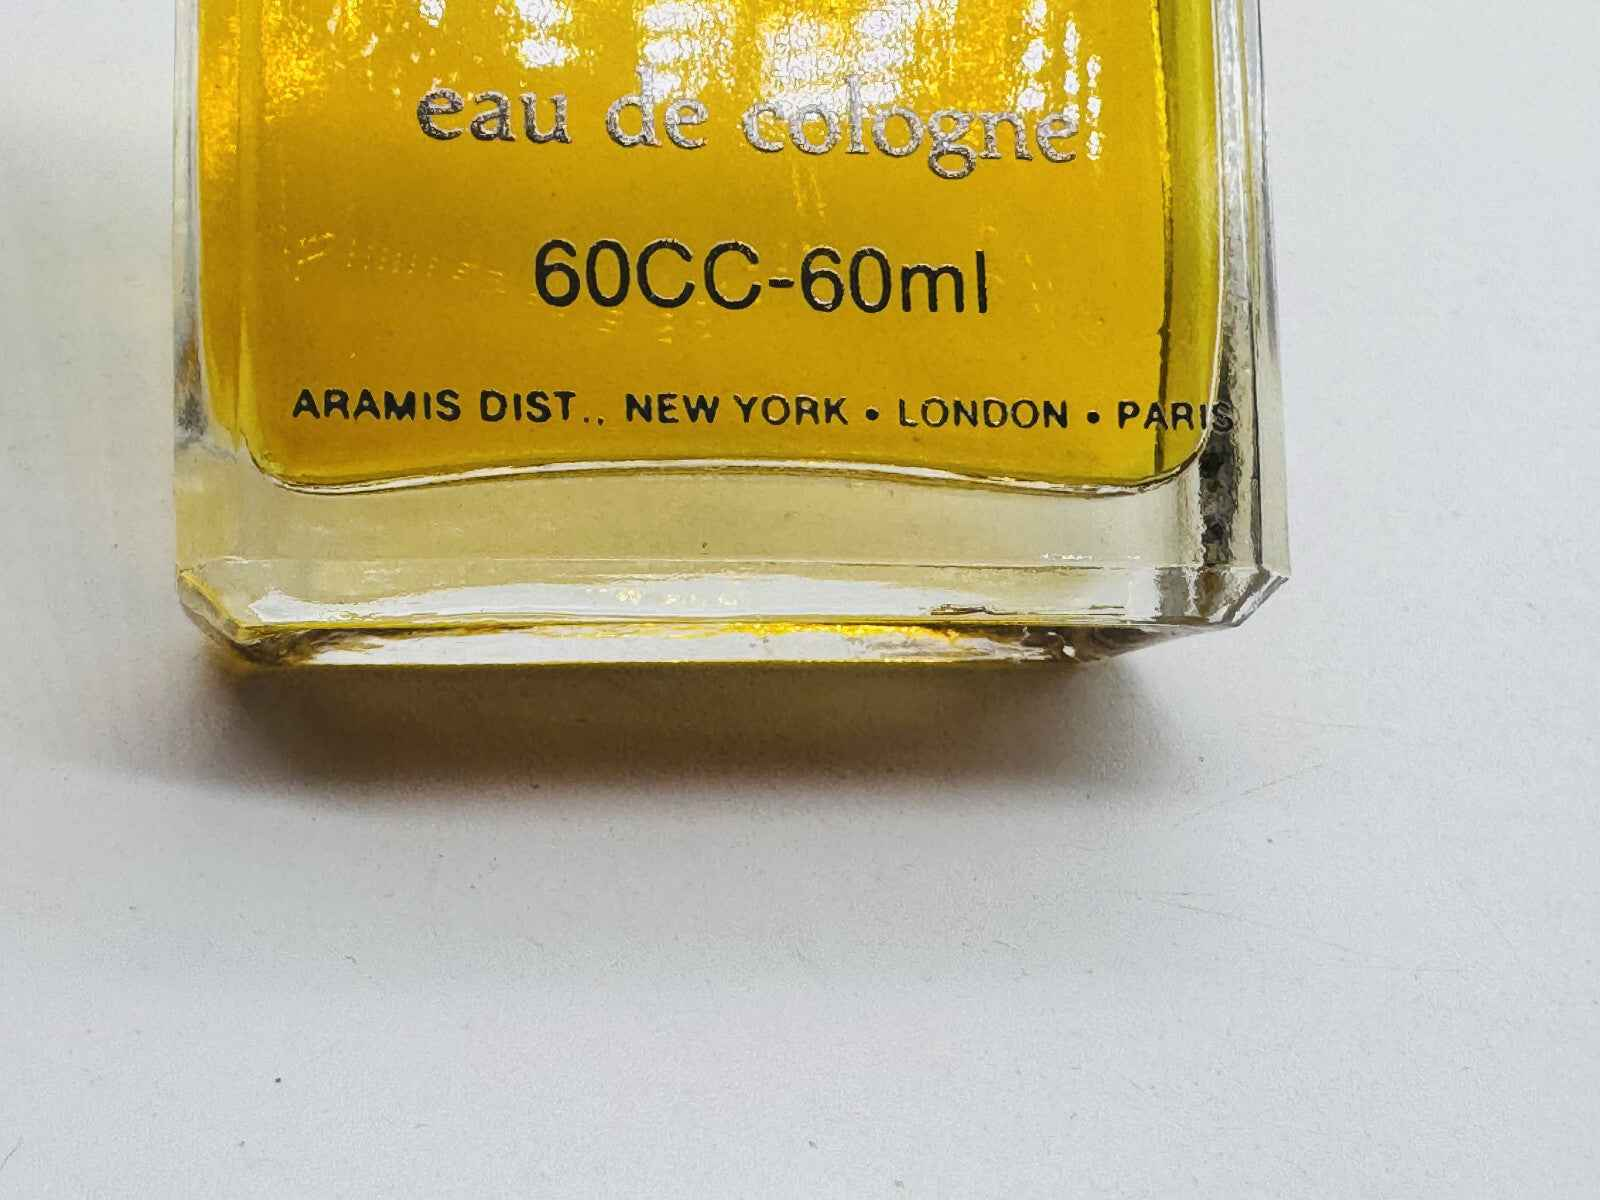 eau de cologne
60CC-60ml
ARAMIS DIST., NEW YORK • LONDON • PARIS